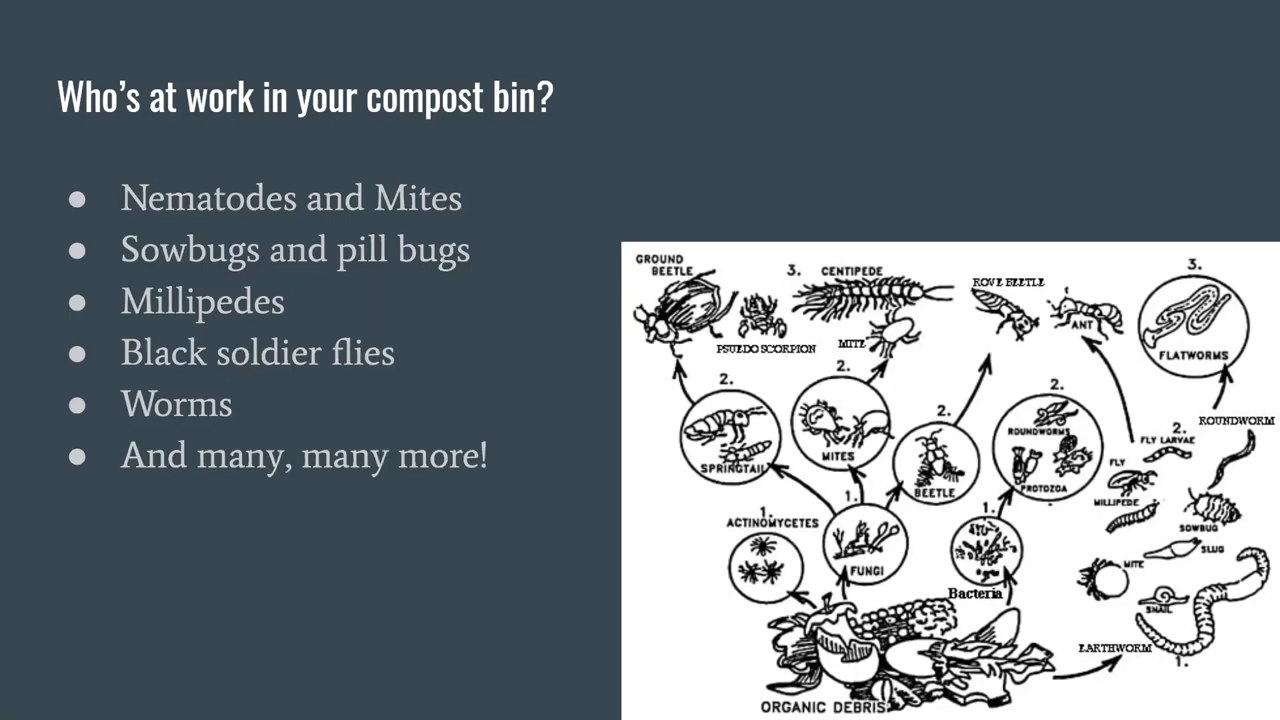 Who’s at work in your compost bin?
● Nematodes and Mites
● Sowbugs and pill bugs
● Millipedes
● Black soldier flies
● Worms
● And many, many more!
GROUND
BEETLE
3.
CENTIPEDE
ROVE BEETLE
3.
PSUEDO SCORPION
MITE
ANT
FLATWORMS
2.
2.
2.
2.
2.
ROUNDWORM
ROUNDWORMS
FLY LARVAE
SPRINGTAIL
MITES
BEETLE
PROTOZOA
FLY
MILLIPEDE
SOWBUG
1.
ACTINOMYCETES
1.
FUNGI
1.
Bacteria
SLUG
MITE
SNAIL
EARTHWORM
1.
ORGANIC DEBRIS